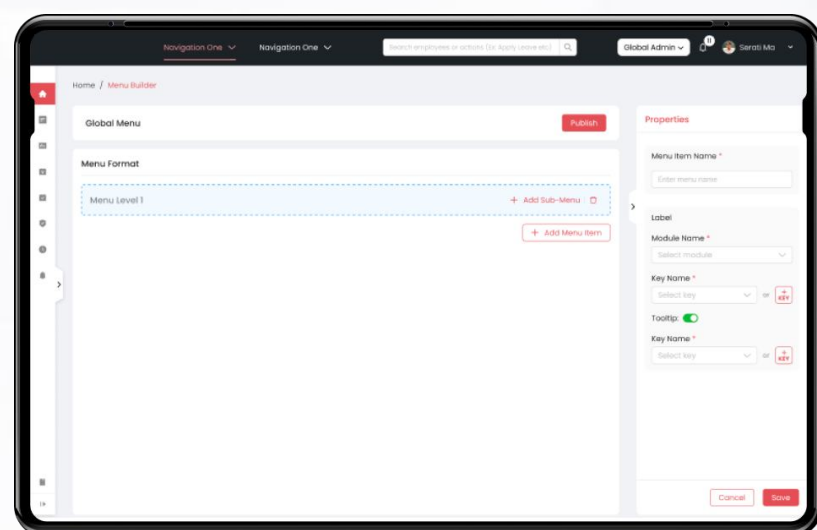 Navigation One
Navigation One
Search employees or actions (Ex: Apply Leave etc)
Global Admin
11
Serati Ma
Home / Menu Builder
Global Menu
Publish
Menu Format
Menu Level 1
+ Add Sub-Menu
+ Add Menu Item
Properties
Menu Item Name *
Enter menu name
Label
Module Name *
Select module
Key Name *
Select key
or
+ KEY
Tooltip:
Key Name *
Select key
or
+ KEY
Cancel
Save